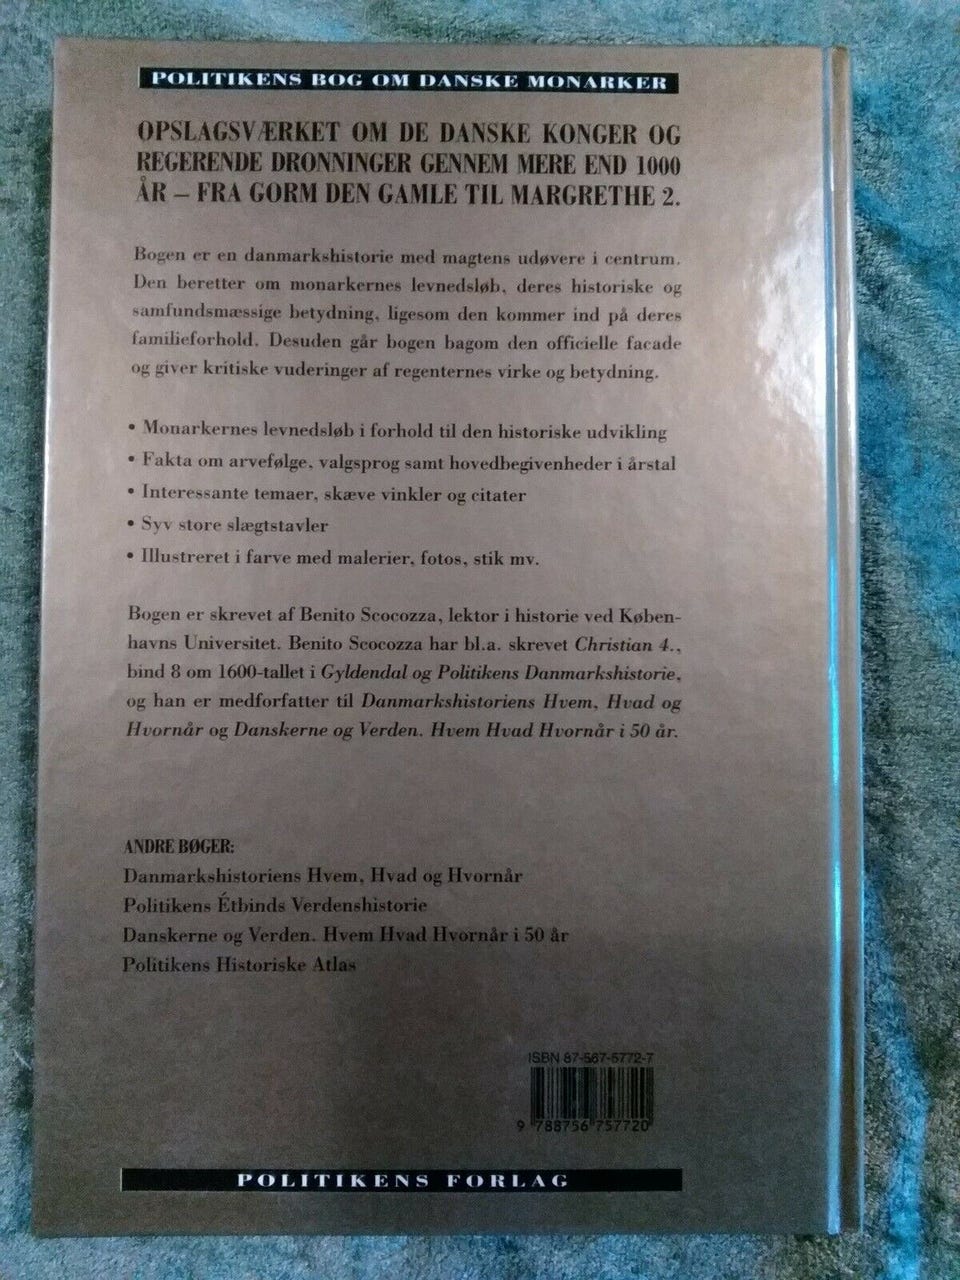 POLITIKENS BOG OM DANSKE MONARKER
OPSLAGSVÆRKET OM DE DANSKE KONGER OG
REGERENDE DRONNINGER GENNEM MERE END 1000
ÅR – FRA GORM DEN GAMLE TIL MARGRETHE 2.
Bogen er en danmarkshistorie med magtens udøvere i centrum.
Den beretter om monarkernes levnedsløb, deres historiske og
samfundsmæssige betydning, ligesom den kommer ind på deres
familieforhold. Desuden går bogen bagom den officielle facade
og giver kritiske vuderinger af regenternes virke og betydning.
• Monarkernes levnedsløb i forhold til den historiske udvikling
• Fakta om arvefølge, valgsprog samt hovedbegivenheder i årstal
• Interessante temaer, skæve vinkler og citater
• Syv store slægtstavler
• Illustreret i farve med malerier, fotos, stik mv.
Bogen er skrevet af Benito Scocozza, lektor i historie ved Køben-
havns Universitet. Benito Scocozza har bl.a. skrevet Christian 4.,
bind 8 om 1600-tallet i Gyldendal og Politikens Danmarkshistorie,
og han er medforfatter til Danmarkshistoriens Hvem, Hvad og
Hvornår og Danskerne og Verden. Hvem Hvad Hvornår i 50 år.
ANDRE BØGER:
Danmarkshistoriens Hvem, Hvad og Hvornår
Politikens Étbinds Verdenshistorie
Danskerne og Verden. Hvem Hvad Hvornår i 50 år
Politikens Historiske Atlas
ISBN 87-567-5772-7
9 788756 757720
POLITIKENS FORLAG